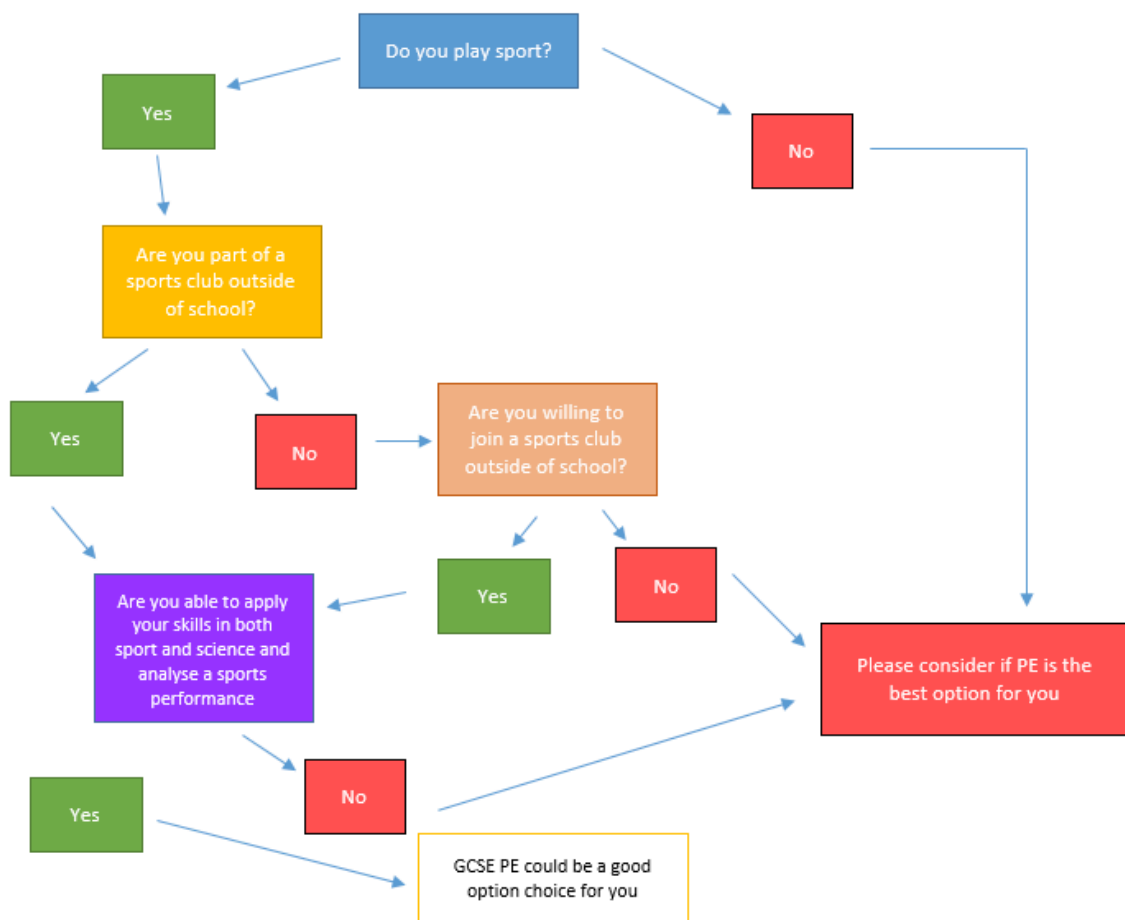 Do you play sport?
Yes
No
Are you part of a
sports club outside
of school?
Yes
No
Are you willing to
join a sports club
outside of school?
Yes
No
Are you able to apply
your skills in both
sport and science and
analyse a sports
performance
Please consider if PE is the
best option for you
Yes
No
GCSE PE could be a good
option choice for you